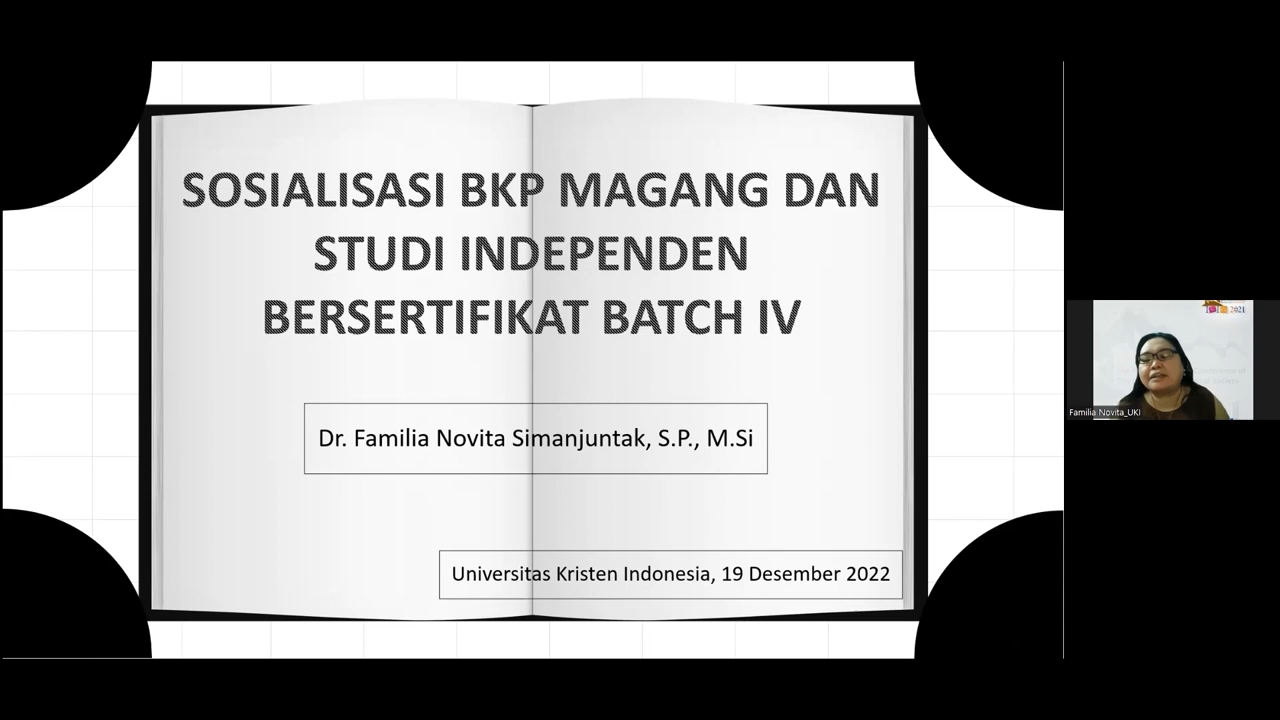 SOSIALISASI BKP MAGANG DAN
STUDI INDEPENDEN
BERSERTIFIKAT BATCH IV
Dr. Familia Novita Simanjuntak, S.P., M.Si
Universitas Kristen Indonesia, 19 Desember 2022
2021
Familia Novita_UKI